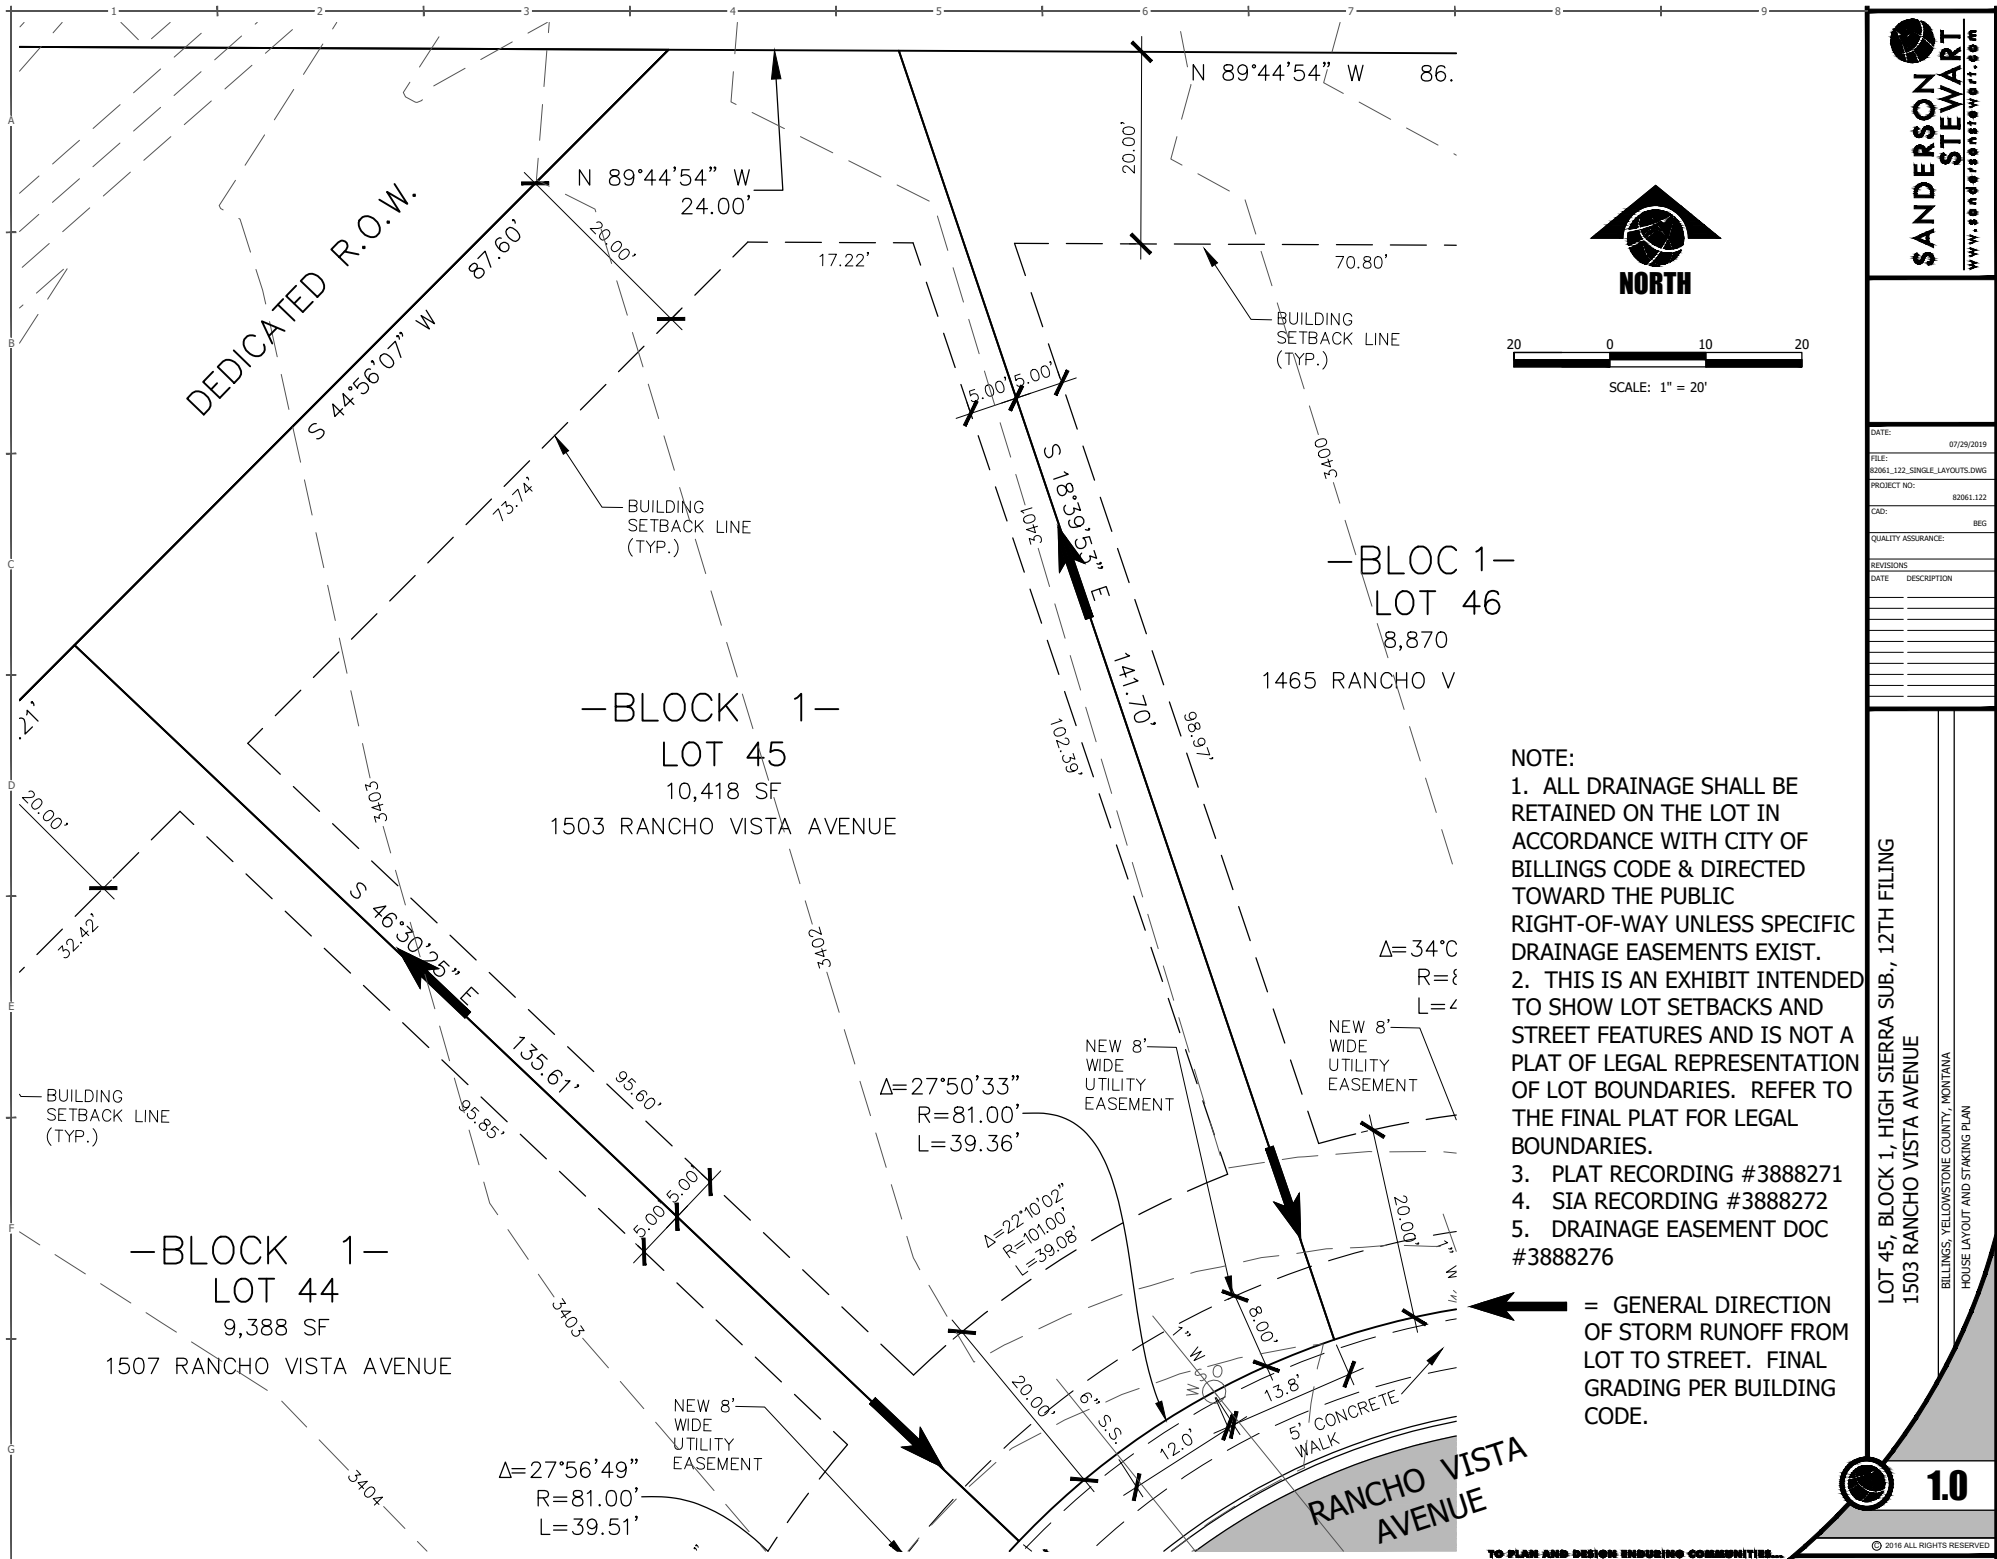 1 2 3 4 5 6 7 8 9
A
B
C
D
E
F
G
N 89°44'54" W 86.
20.00'
N 89°44'54" W
24.00'
20.00'
DEDICATED R.O.W.
S 44°56'07" W 87.60'
17.22'
70.80'
BUILDING
SETBACK LINE
(TYP.)
5.00' 5.00'
73.74'
BUILDING
SETBACK LINE
(TYP.)
S 18°39'53" E 141.70'
3401
3400
-BLOC 1-
LOT 46
8,870
1465 RANCHO V
-BLOCK 1-
LOT 45
10,418 SF
1503 RANCHO VISTA AVENUE
102.39'
98.97'
.21'
20.00'
32.42'
3403
3402
S 46°30'25" E 135.61'
95.60'
95.85'
5.00' 5.00'
BUILDING
SETBACK LINE
(TYP.)
-BLOCK 1-
LOT 44
9,388 SF
1507 RANCHO VISTA AVENUE
3403
3404
Δ=34°0
R=8
L=4
NEW 8'
WIDE
UTILITY
EASEMENT
NEW 8'
WIDE
UTILITY
EASEMENT
Δ=27°50'33"
R=81.00'
L=39.36'
Δ=22°10'02"
R=101.00'
L=39.08'
20.00'
1" W
8.00'
13.8'
1" W
W S O
20.00'
6" S.S.
12.0'
5' CONCRETE
WALK
NEW 8'
WIDE
UTILITY
EASEMENT
Δ=27°56'49"
R=81.00'
L=39.51'
RANCHO VISTA
AVENUE
NORTH
20 0 10 20
SCALE: 1" = 20'
NOTE:
1. ALL DRAINAGE SHALL BE
RETAINED ON THE LOT IN
ACCORDANCE WITH CITY OF
BILLINGS CODE & DIRECTED
TOWARD THE PUBLIC
RIGHT-OF-WAY UNLESS SPECIFIC
DRAINAGE EASEMENTS EXIST.
2. THIS IS AN EXHIBIT INTENDED
TO SHOW LOT SETBACKS AND
STREET FEATURES AND IS NOT A
PLAT OF LEGAL REPRESENTATION
OF LOT BOUNDARIES. REFER TO
THE FINAL PLAT FOR LEGAL
BOUNDARIES.
3. PLAT RECORDING #3888271
4. SIA RECORDING #3888272
5. DRAINAGE EASEMENT DOC
#3888276
= GENERAL DIRECTION
OF STORM RUNOFF FROM
LOT TO STREET. FINAL
GRADING PER BUILDING
CODE.
SANDERSON
STEWART
www.sandersonstewart.com
DATE:
07/29/2019
FILE:
82061_122_SINGLE_LAYOUTS.DWG
PROJECT NO:
82061.122
CAD:
BEG
QUALITY ASSURANCE:
REVISIONS
DATE DESCRIPTION
LOT 45, BLOCK 1, HIGH SIERRA SUB., 12TH FILING
1503 RANCHO VISTA AVENUE
BILLINGS, YELLOWSTONE COUNTY, MONTANA
HOUSE LAYOUT AND STAKING PLAN
1.0
© 2016 ALL RIGHTS RESERVED
TO PLAN AND DESIGN ENDURING COMMUNITIES...